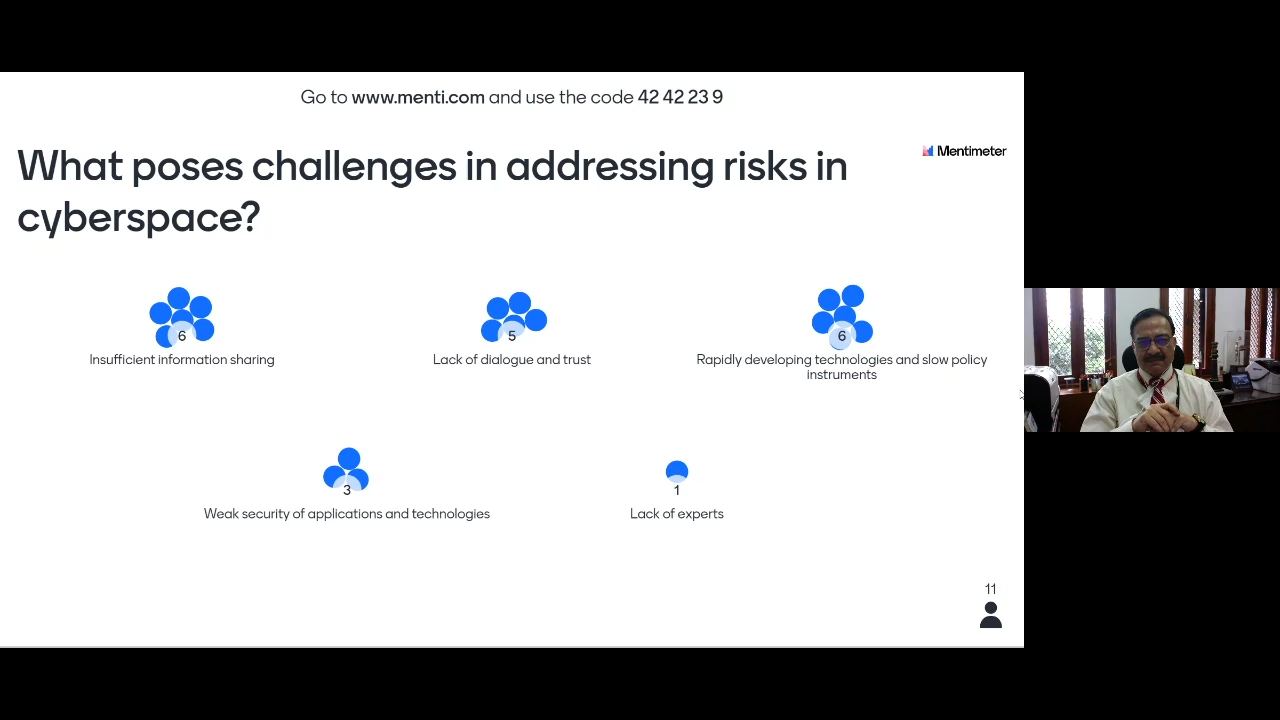 Go to www.menti.com and use the code 42 42 23 9
What poses challenges in addressing risks in
cyberspace?
Mentimeter
6
Insufficient information sharing
5
Lack of dialogue and trust
6
Rapidly developing technologies and slow policy
instruments
3
Weak security of applications and technologies
1
Lack of experts
11